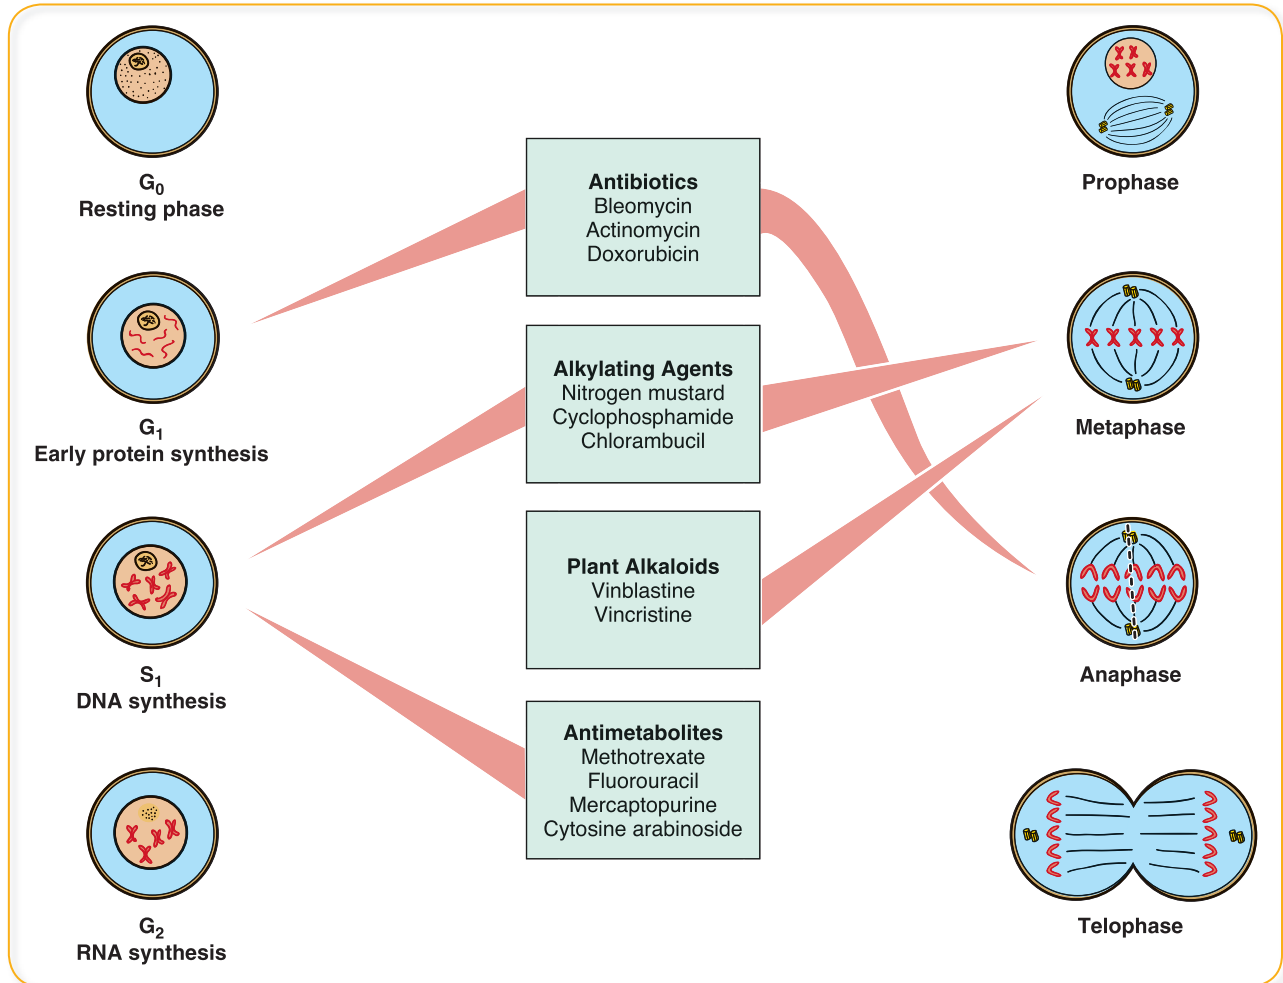 G0
Resting phase
G1
Early protein synthesis
S1
DNA synthesis
G2
RNA synthesis
Antibiotics
Bleomycin
Actinomycin
Doxorubicin
Alkylating Agents
Nitrogen mustard
Cyclophosphamide
Chlorambucil
Plant Alkaloids
Vinblastine
Vincristine
Antimetabolites
Methotrexate
Fluorouracil
Mercaptopurine
Cytosine arabinoside
Prophase
Metaphase
Anaphase
Telophase